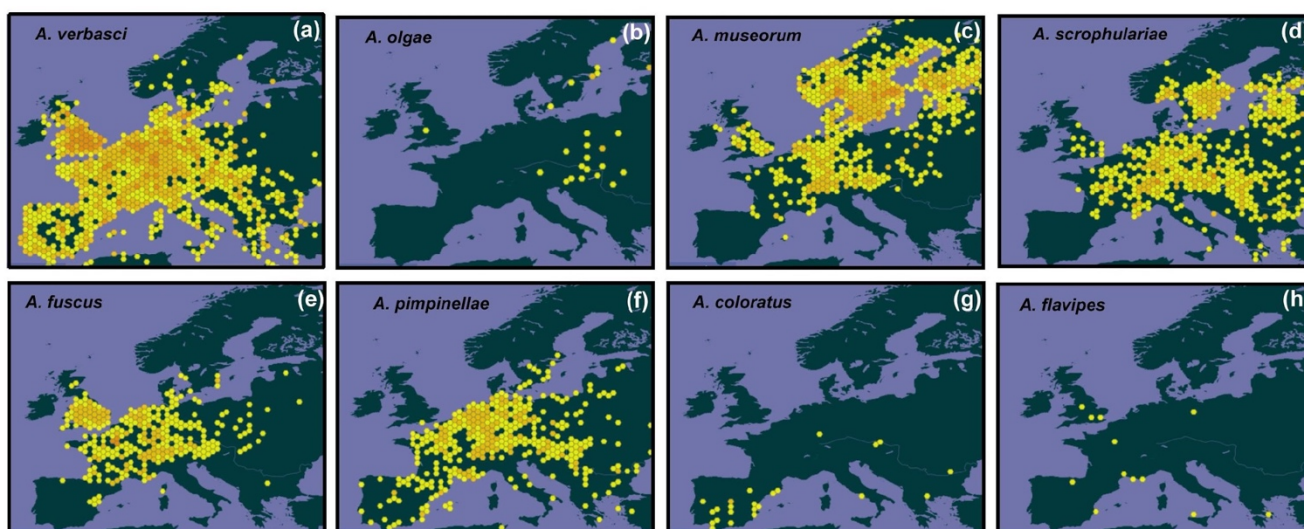 A. verbasci (a)
A. olgae (b)
A. museorum (c)
A. scrophulariae (d)
A. fuscus (e)
A. pimpinellae (f)
A. coloratus (g)
A. flavipes (h)